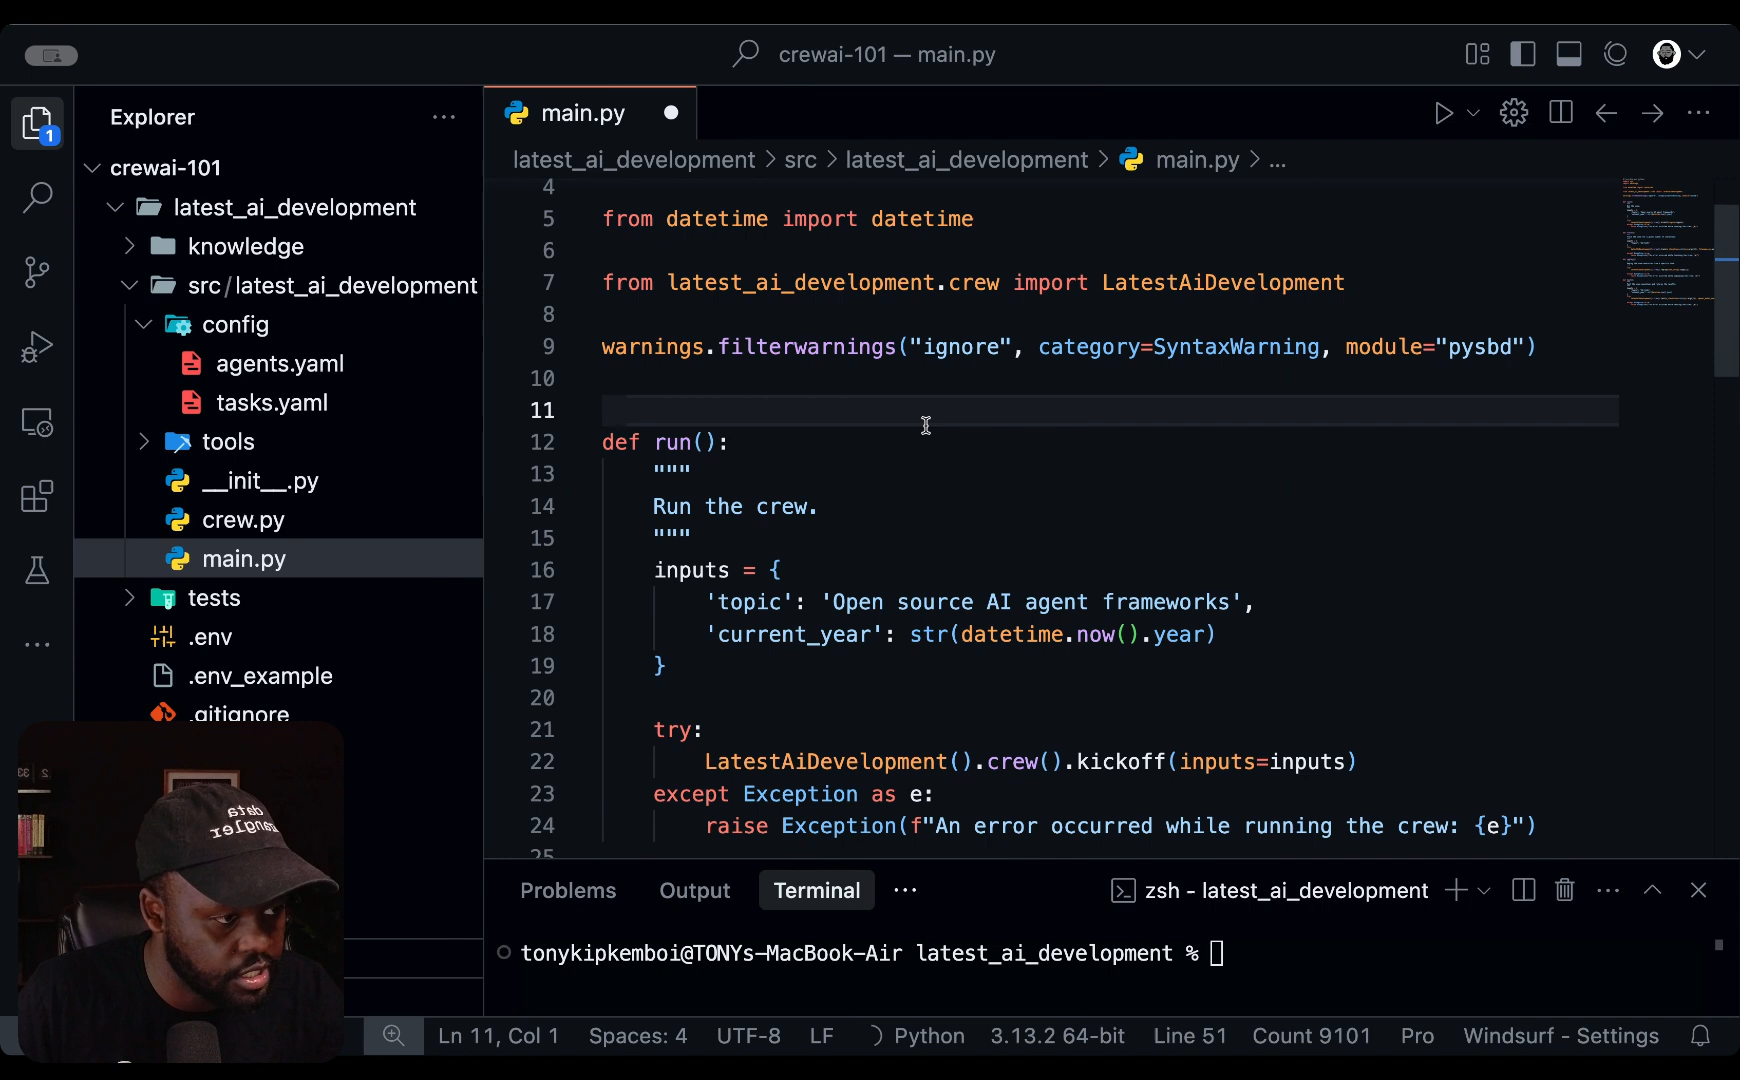 crewai-101 — main.py
Explorer
main.py
1
latest_ai_development > src > latest_ai_development > main.py > ...
crewai-101
latest_ai_development
knowledge
src/latest_ai_development
config
agents.yaml
tasks.yaml
tools
__init__.py
crew.py
main.py
tests
.env
.env_example
.gitignore
4
5 from datetime import datetime
6
7 from latest_ai_development.crew import LatestAiDevelopment
8
9 warnings.filterwarnings("ignore", category=SyntaxWarning, module="pysbd")
10
11
12 def run():
13 """
14 Run the crew.
15 """
16 inputs = {
17 'topic': 'Open source AI agent frameworks',
18 'current_year': str(datetime.now().year)
19 }
20
21 try:
22 LatestAiDevelopment().crew().kickoff(inputs=inputs)
23 except Exception as e:
24 raise Exception(f"An error occurred while running the crew: {e}")
25
data
Problems Output Terminal zsh - latest_ai_development
tonykipkemboi@TONYs-MacBook-Air latest_ai_development %
Ln 11, Col 1 Spaces: 4 UTF-8 LF Python 3.13.2 64-bit Line 51 Count 9101 Pro Windsurf - Settings